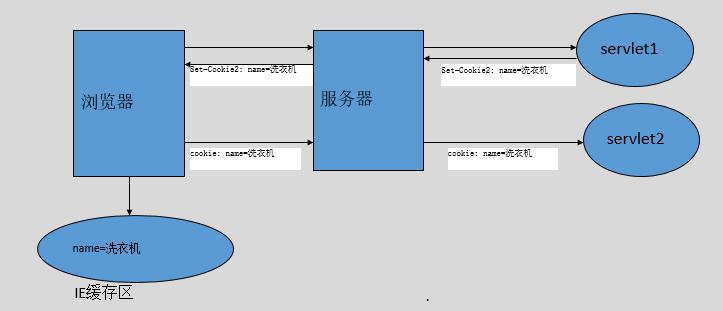 浏览器
服务器
servlet1
Set-Cookie2: name=洗衣机
Set-Cookie2: name=洗衣机
servlet2
cookie: name=洗衣机
cookie: name=洗衣机
name=洗衣机
IE缓存区
.